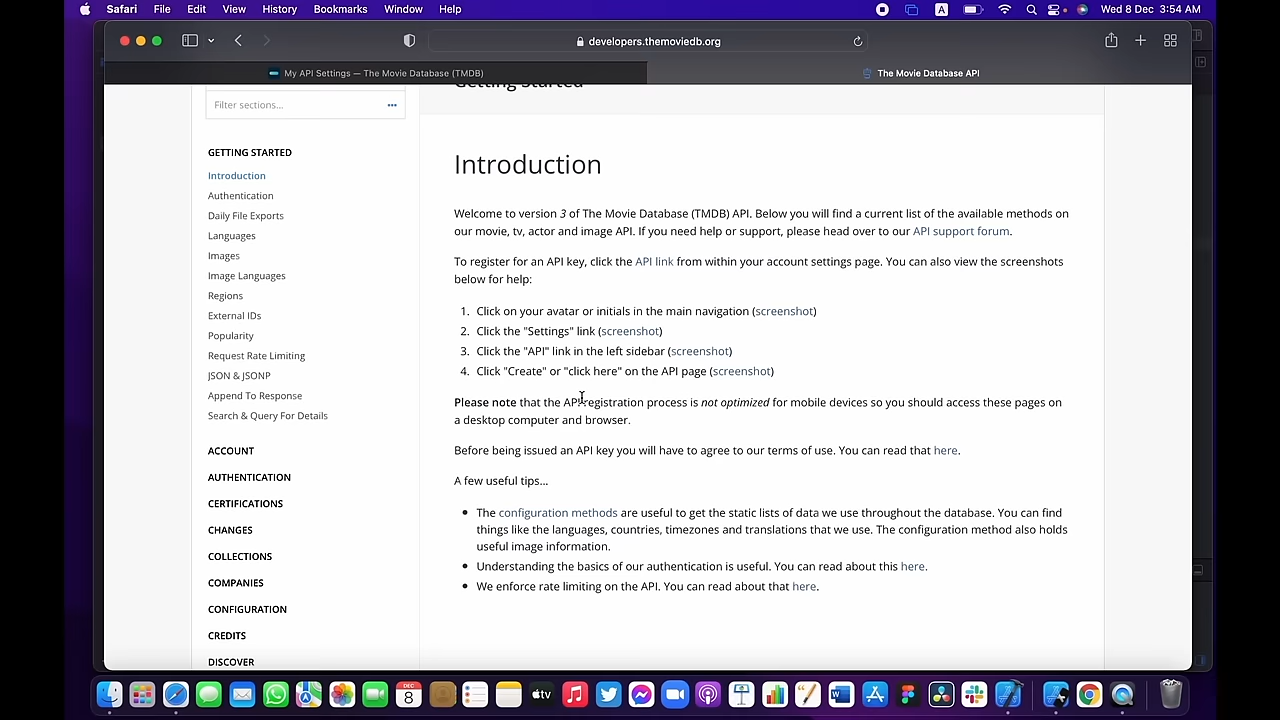 Safari File Edit View History Bookmarks Window Help A Wed 8 Dec 3:54 AM
developers.themoviedb.org
My API Settings — The Movie Database (TMDB) The Movie Database API
Getting Started
Filter sections...
GETTING STARTED
Introduction
Authentication
Daily File Exports
Languages
Images
Image Languages
Regions
External IDs
Popularity
Request Rate Limiting
JSON & JSONP
Append To Response
Search & Query For Details
ACCOUNT
AUTHENTICATION
CERTIFICATIONS
CHANGES
COLLECTIONS
COMPANIES
CONFIGURATION
CREDITS
DISCOVER
Introduction
Welcome to version 3 of The Movie Database (TMDB) API. Below you will find a current list of the available methods on
our movie, tv, actor and image API. If you need help or support, please head over to our API support forum.
To register for an API key, click the API link from within your account settings page. You can also view the screenshots
below for help:
1. Click on your avatar or initials in the main navigation (screenshot)
2. Click the "Settings" link (screenshot)
3. Click the "API" link in the left sidebar (screenshot)
4. Click "Create" or "click here" on the API page (screenshot)
Please note that the API registration process is not optimized for mobile devices so you should access these pages on
a desktop computer and browser.
Before being issued an API key you will have to agree to our terms of use. You can read that here.
A few useful tips...
The configuration methods are useful to get the static lists of data we use throughout the database. You can find
things like the languages, countries, timezones and translations that we use. The configuration method also holds
useful image information.
Understanding the basics of our authentication is useful. You can read about this here.
We enforce rate limiting on the API. You can read about that here.
DEC
8
tv
W